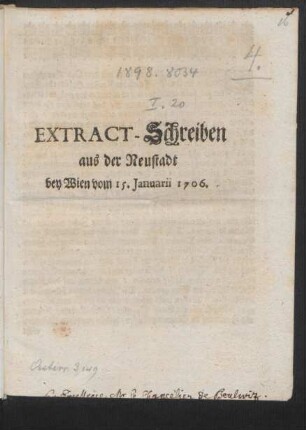 16
4.
1898.8034
I. 20
EXTRACT-Schreiben
aus der Neustadt
bey Wien vom 15. Januarii 1706.